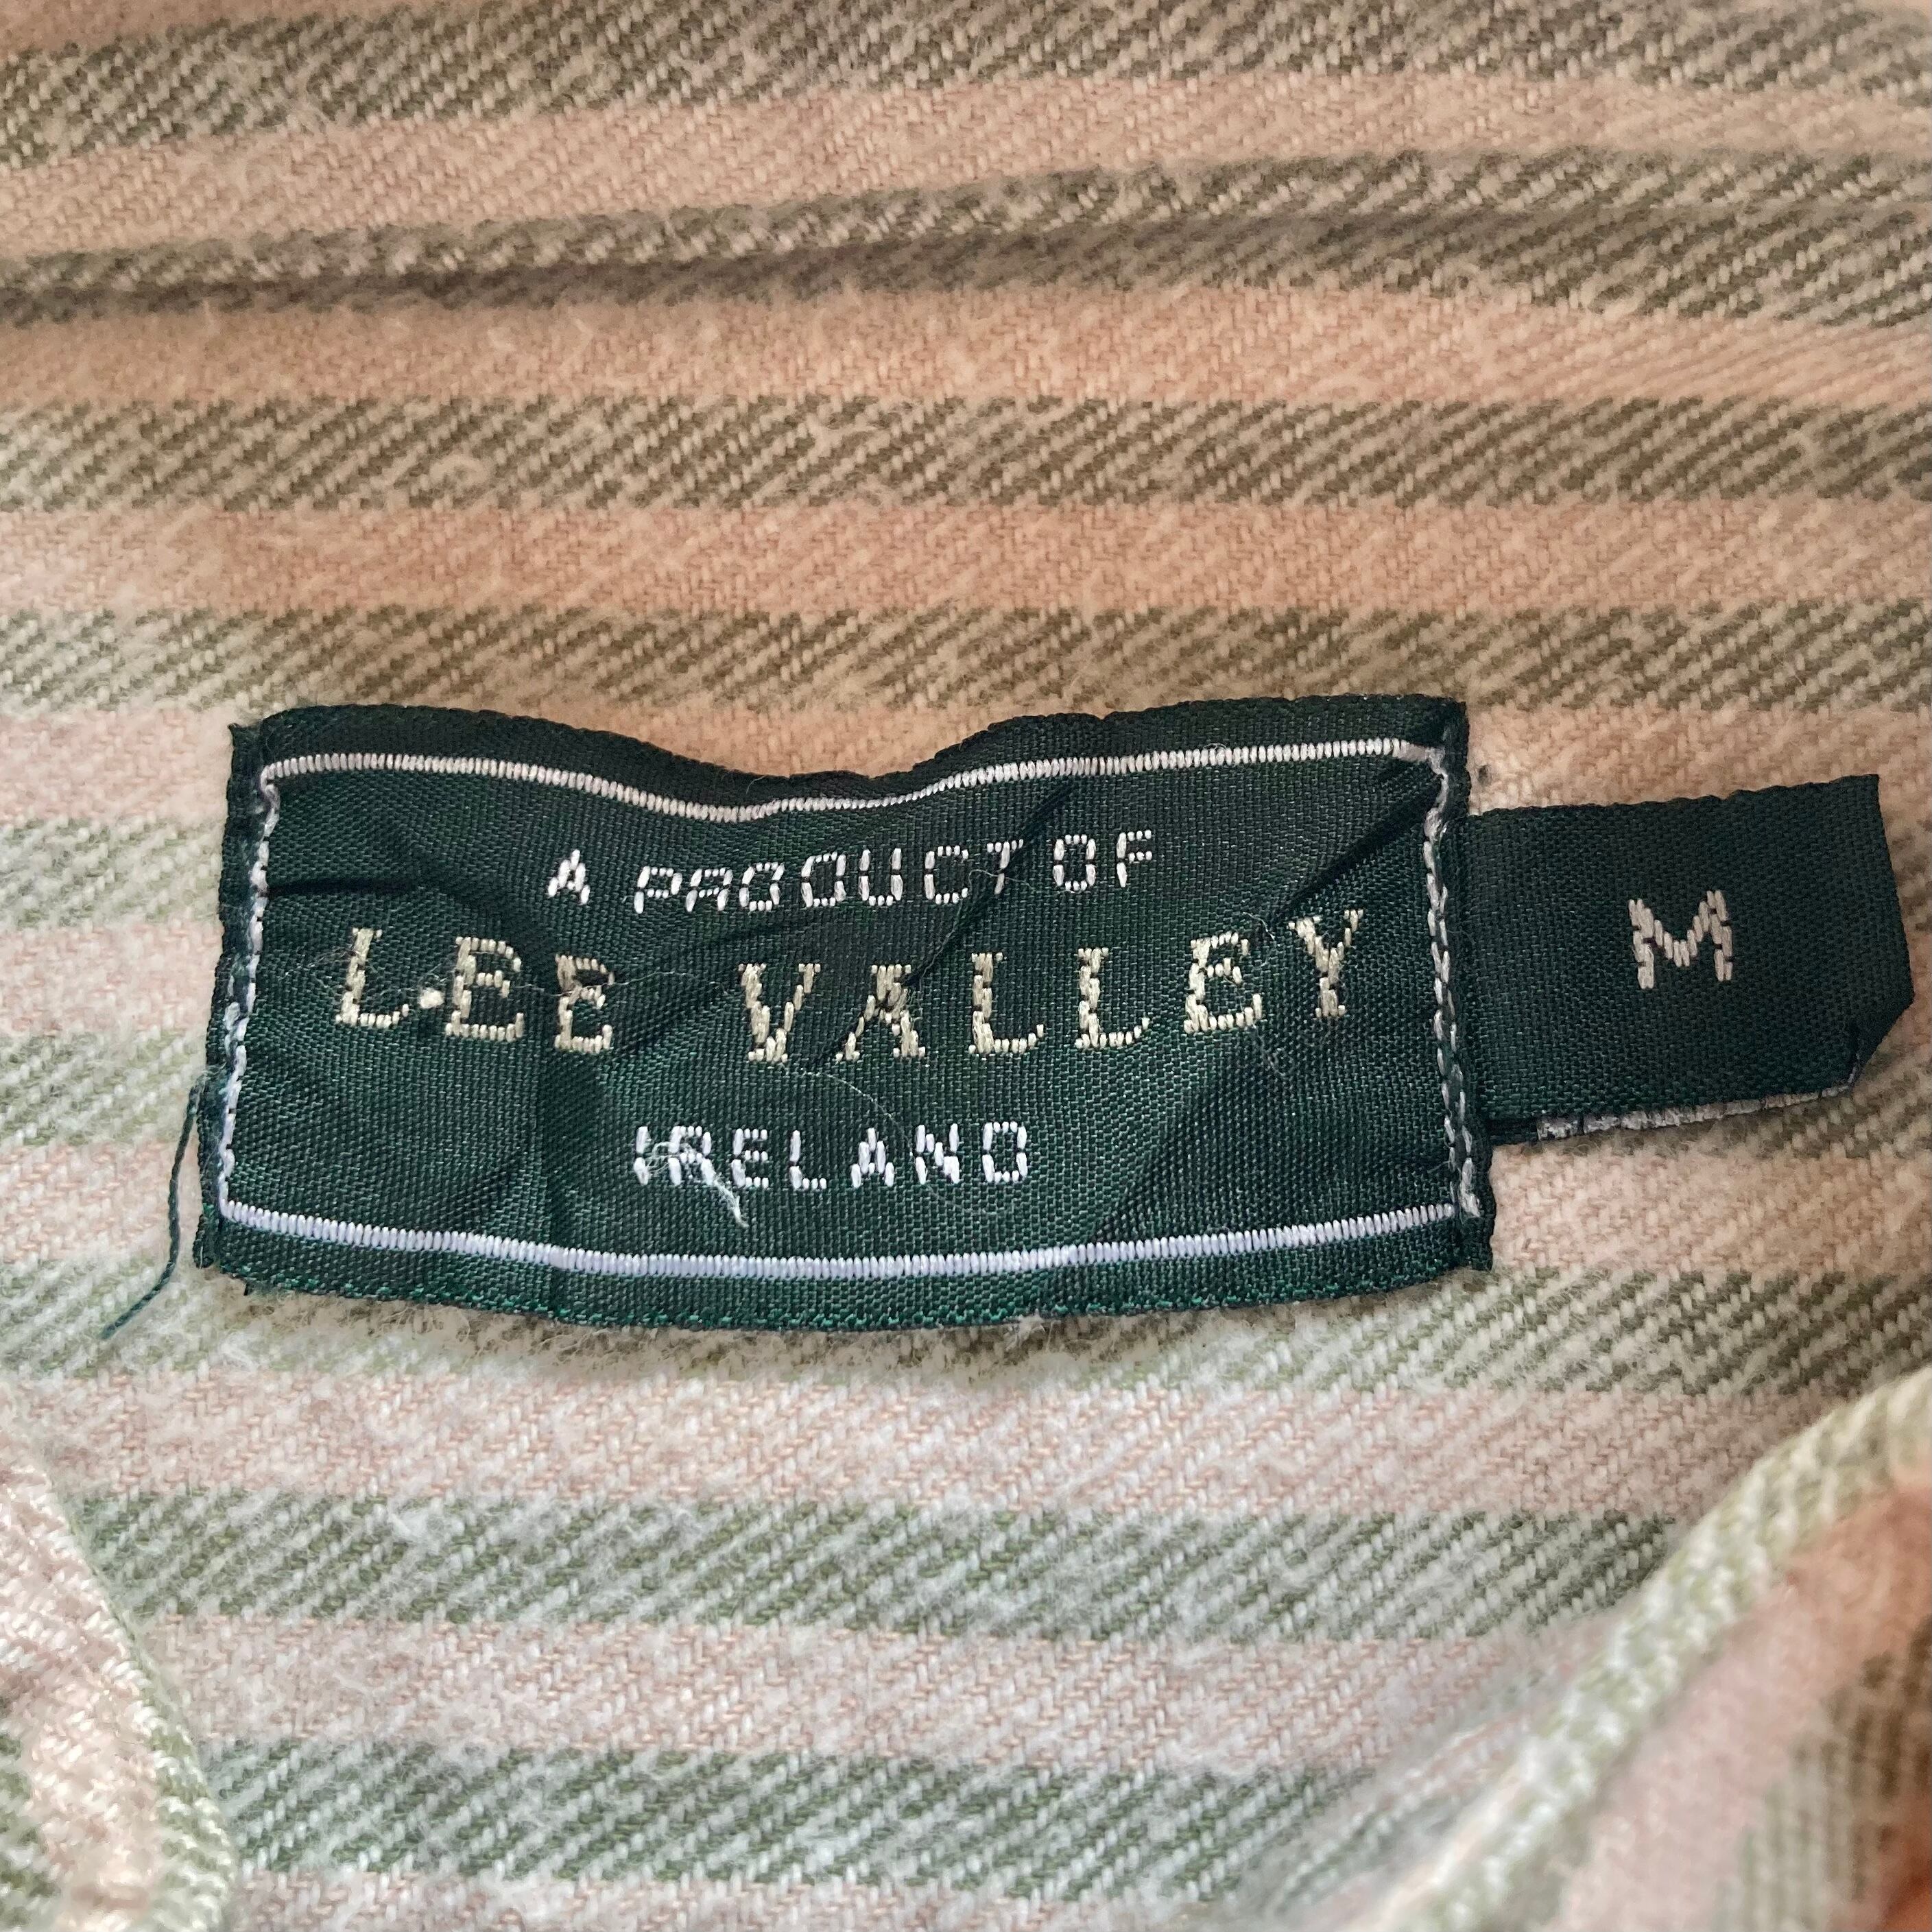 A PRODUCT OF
LEE VALLEY
IRELAND
M